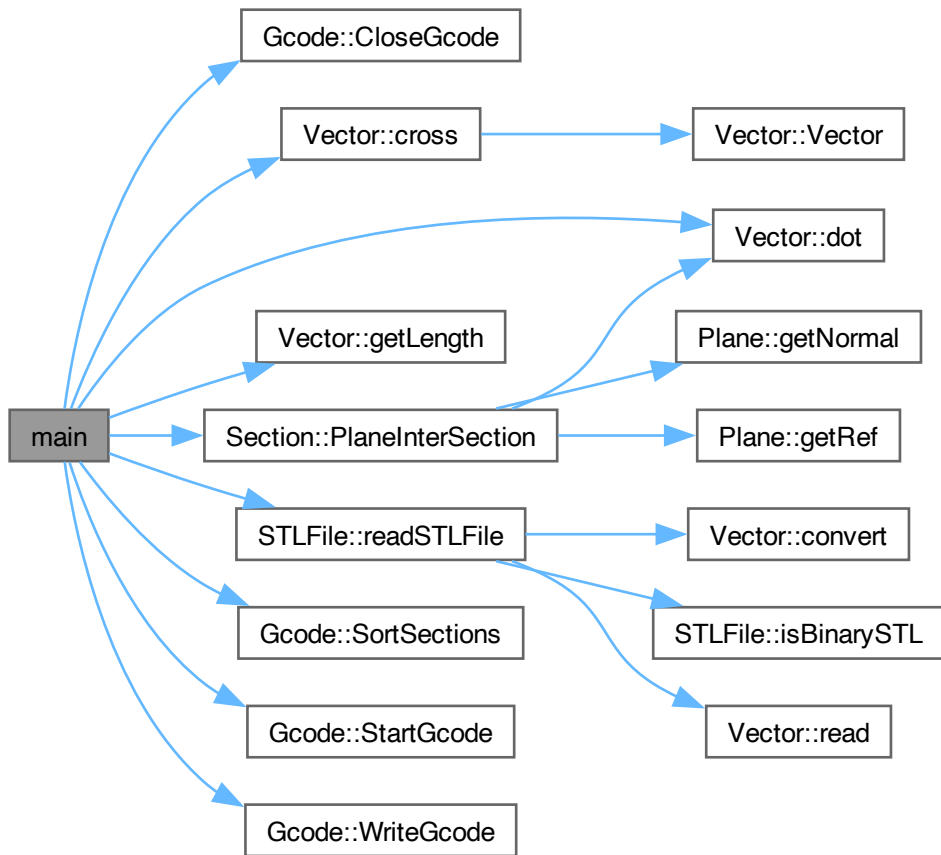 Gcode::CloseGcode
Vector::cross
Vector::Vector
Vector::dot
Vector::getLength
Plane::getNormal
main
Section::PlaneInterSection
Plane::getRef
STLFile::readSTLFile
Vector::convert
Gcode::SortSections
STLFile::isBinarySTL
Gcode::StartGcode
Vector::read
Gcode::WriteGcode